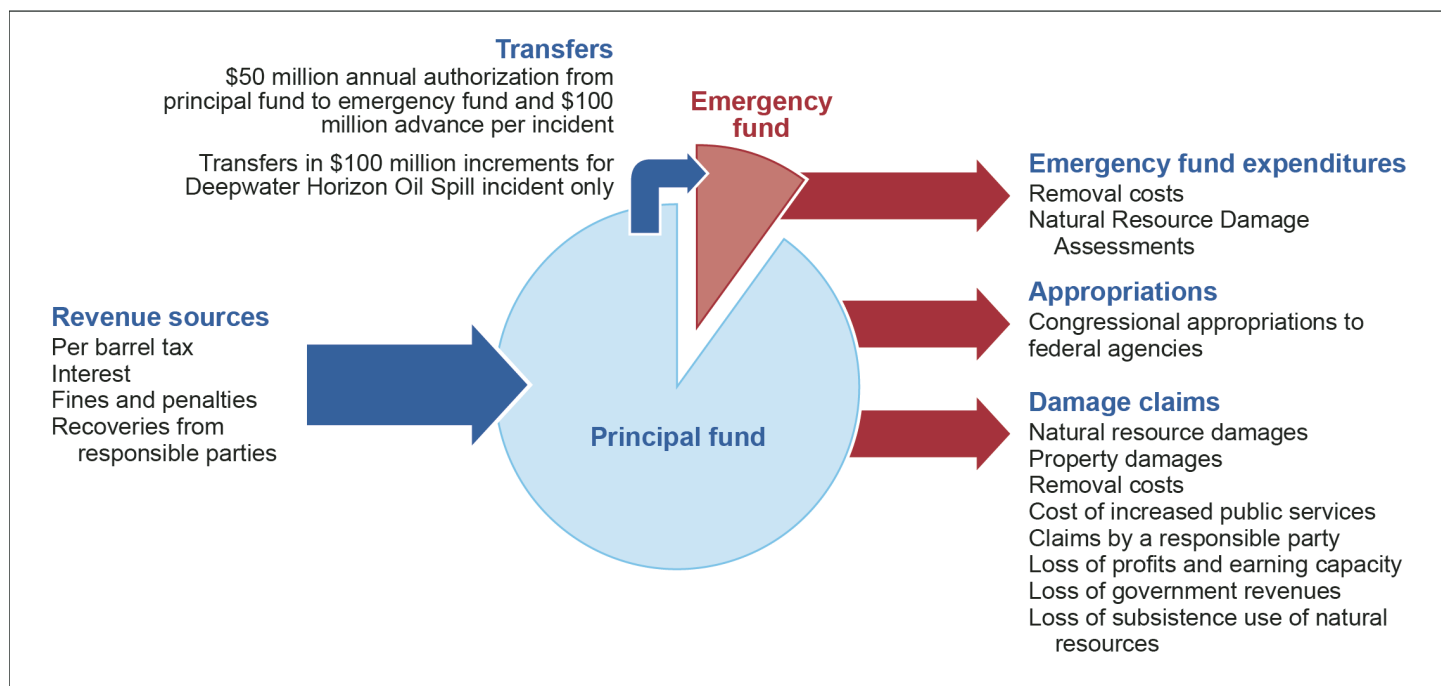 Transfers
$50 million annual authorization from
principal fund to emergency fund and $100
million advance per incident
Transfers in $100 million increments for
Deepwater Horizon Oil Spill incident only
Emergency
fund
Revenue sources
Per barrel tax
Interest
Fines and penalties
Recoveries from
responsible parties
Principal fund
Emergency fund expenditures
Removal costs
Natural Resource Damage
Assessments
Appropriations
Congressional appropriations to
federal agencies
Damage claims
Natural resource damages
Property damages
Removal costs
Cost of increased public services
Claims by a responsible party
Loss of profits and earning capacity
Loss of government revenues
Loss of subsistence use of natural
resources